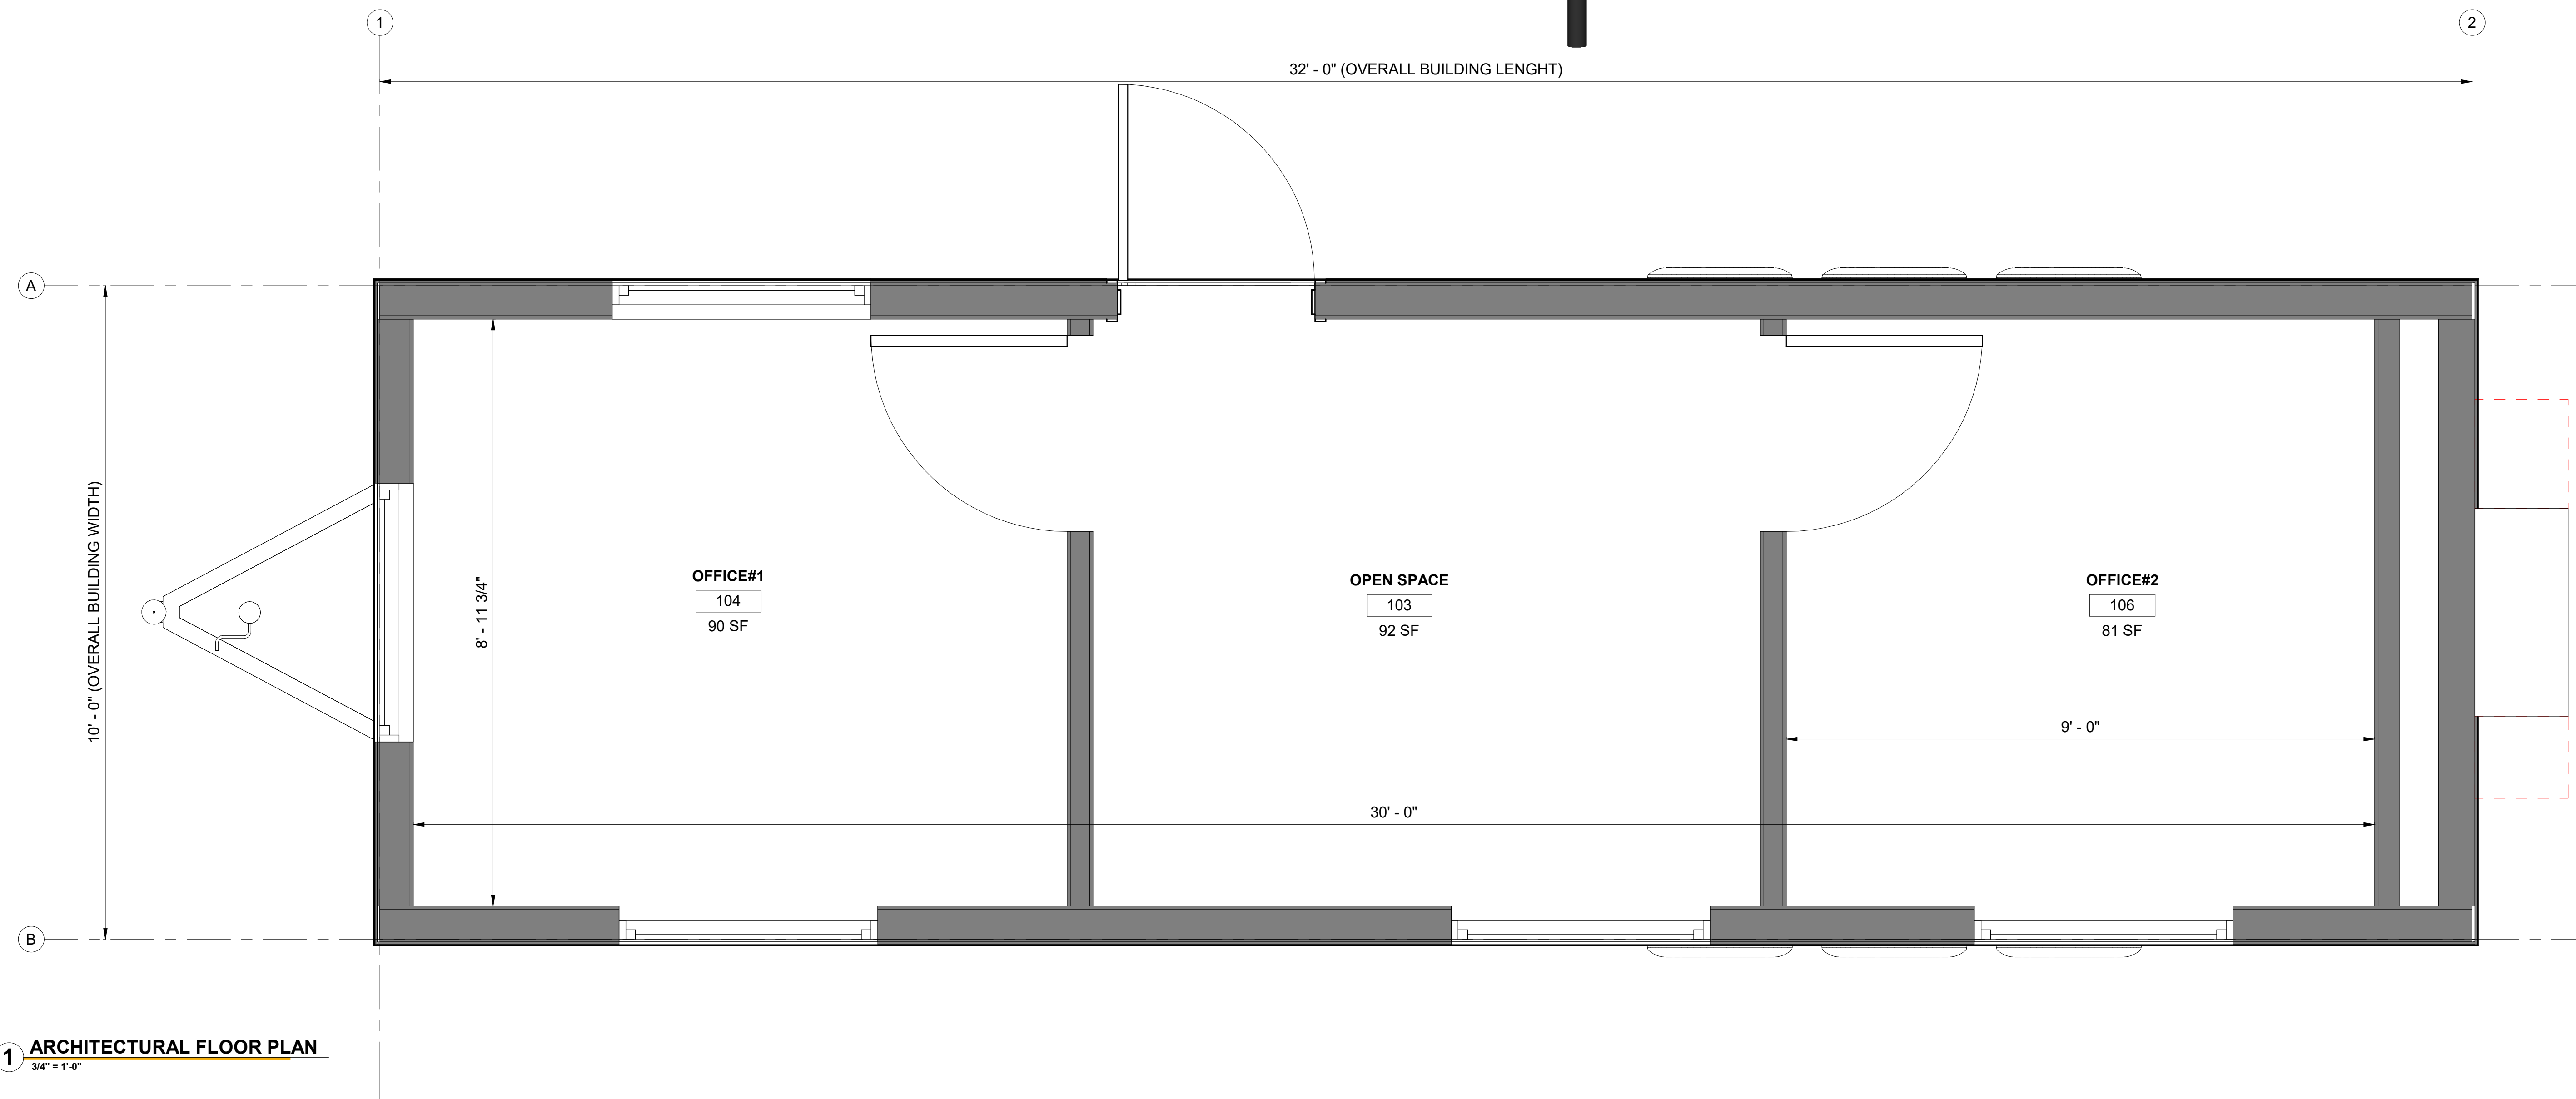 1
2
32' - 0" (OVERALL BUILDING LENGHT)
A
10' - 0" (OVERALL BUILDING WIDTH)
8' - 11 3/4"
OFFICE#1
104
90 SF
OPEN SPACE
103
92 SF
OFFICE#2
106
81 SF
9' - 0"
30' - 0"
B
1 ARCHITECTURAL FLOOR PLAN
3/4" = 1'-0"